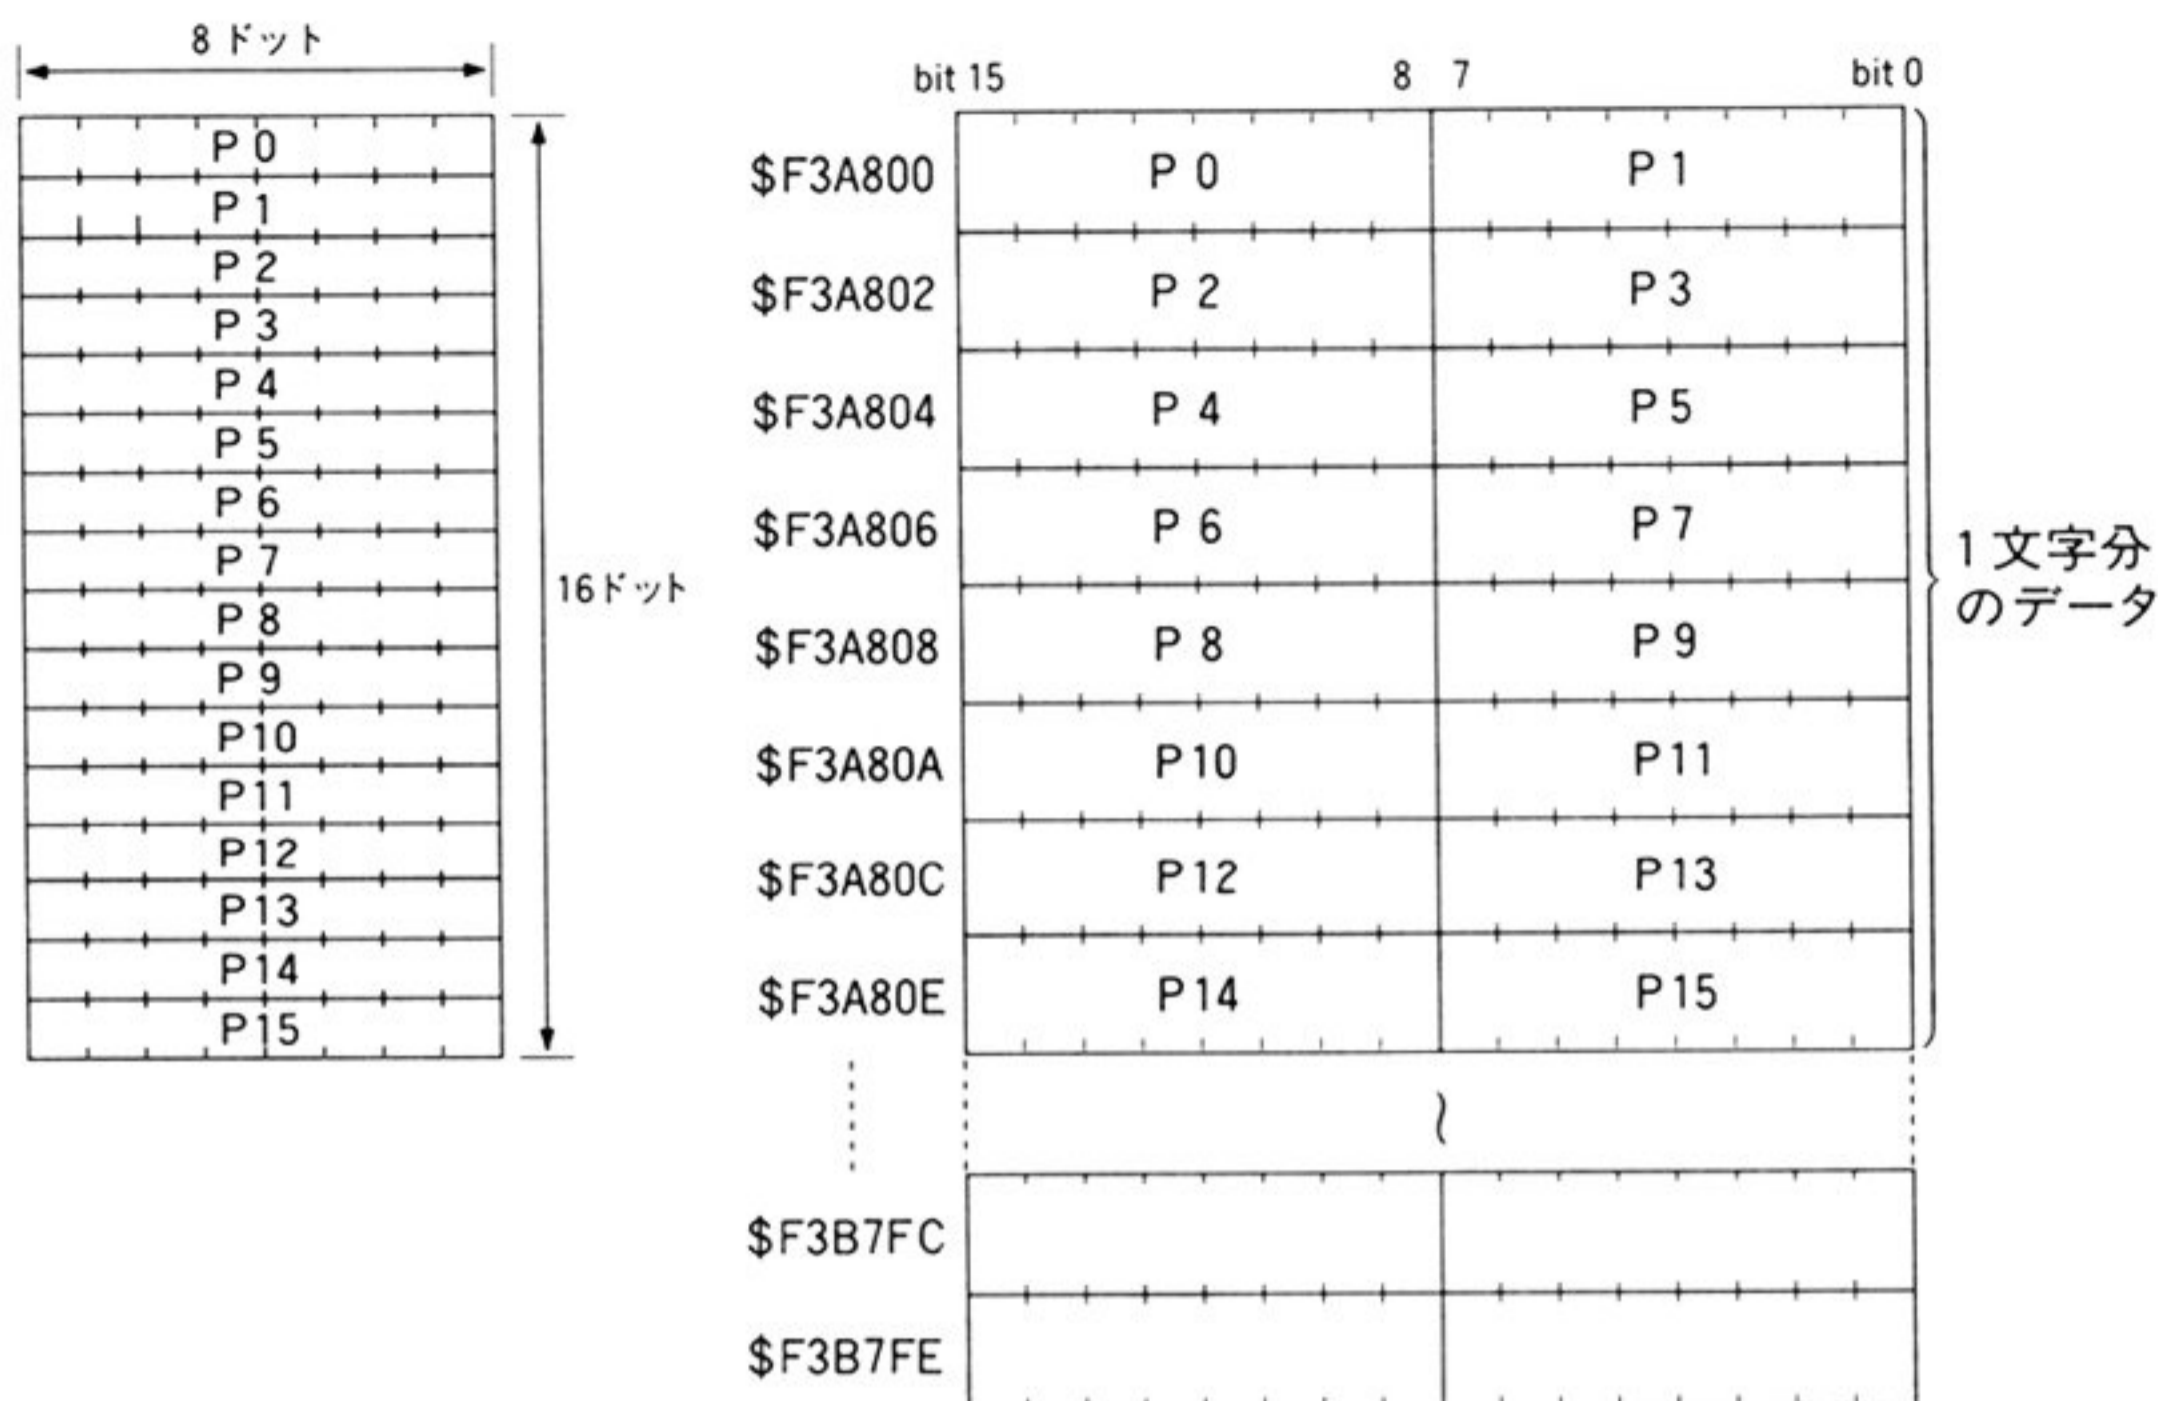 8ドット
P 0
P 1
P 2
P 3
P 4
P 5
P 6
P 7
P 8
P 9
P10
P11
P12
P13
P14
P15
16ドット
bit 15 8 7 bit 0
$F3A800 P 0 P 1
$F3A802 P 2 P 3
$F3A804 P 4 P 5
$F3A806 P 6 P 7
$F3A808 P 8 P 9
$F3A80A P10 P11
$F3A80C P12 P13
$F3A80E P14 P15
1文字分
のデータ
$F3B7FC
$F3B7FE